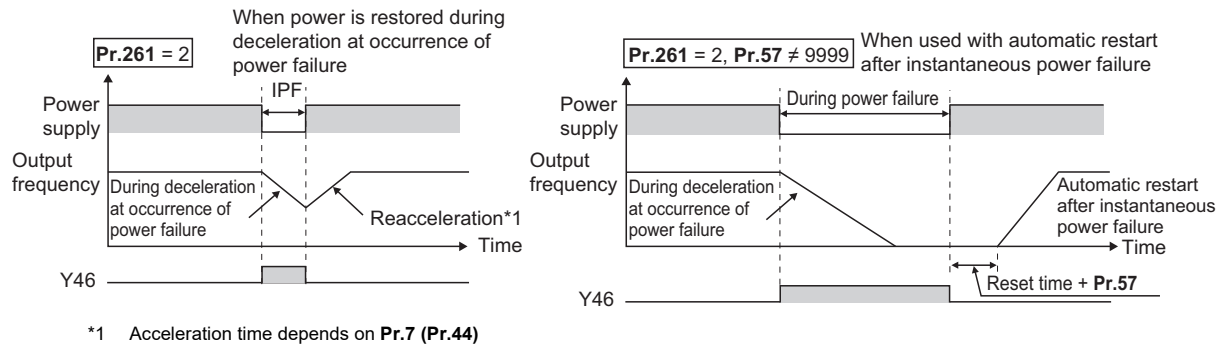 When power is restored during
deceleration at occurrence of
power failure
Pr.261 = 2
IPF
Power
supply
Output
frequency
During deceleration
at occurrence of
power failure
Reacceleration*1
Time
Y46
*1 Acceleration time depends on Pr.7 (Pr.44)
Pr.261 = 2, Pr.57 ≠ 9999
When used with automatic restart
after instantaneous power failure
During power failure
Power
supply
Output
frequency
During deceleration
at occurrence of
power failure
Automatic restart
after instantaneous
power failure
Time
Reset time + Pr.57
Y46